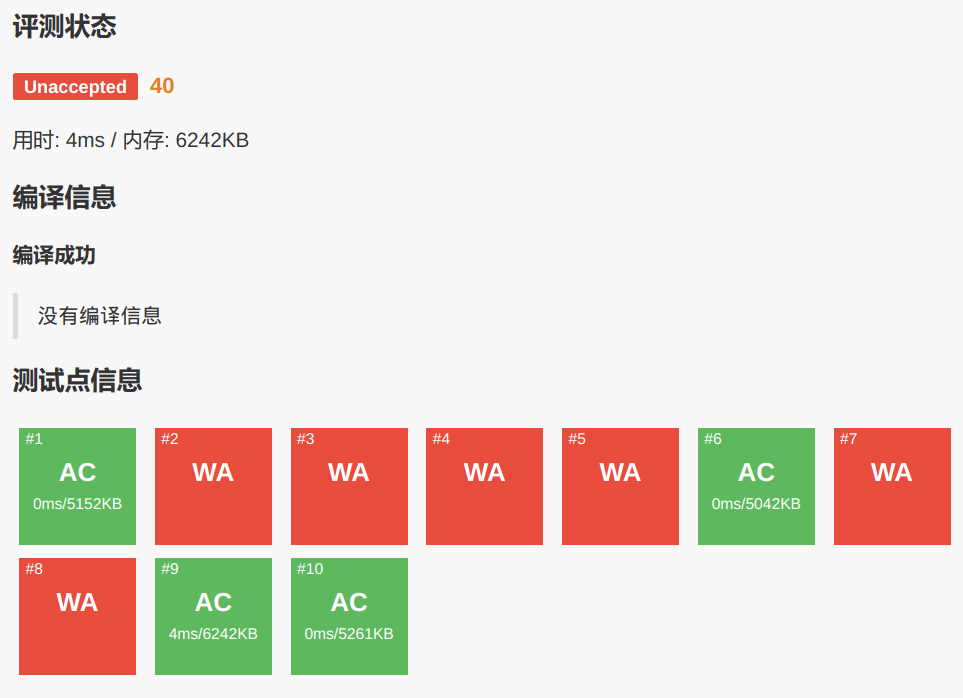 评测状态
Unaccepted 40
用时: 4ms / 内存: 6242KB
编译信息
编译成功
没有编译信息
测试点信息
#1 #2 #3 #4 #5 #6 #7
AC WA WA WA WA AC WA
0ms/5152KB 0ms/5042KB
#8 #9 #10
WA AC AC
4ms/6242KB 0ms/5261KB